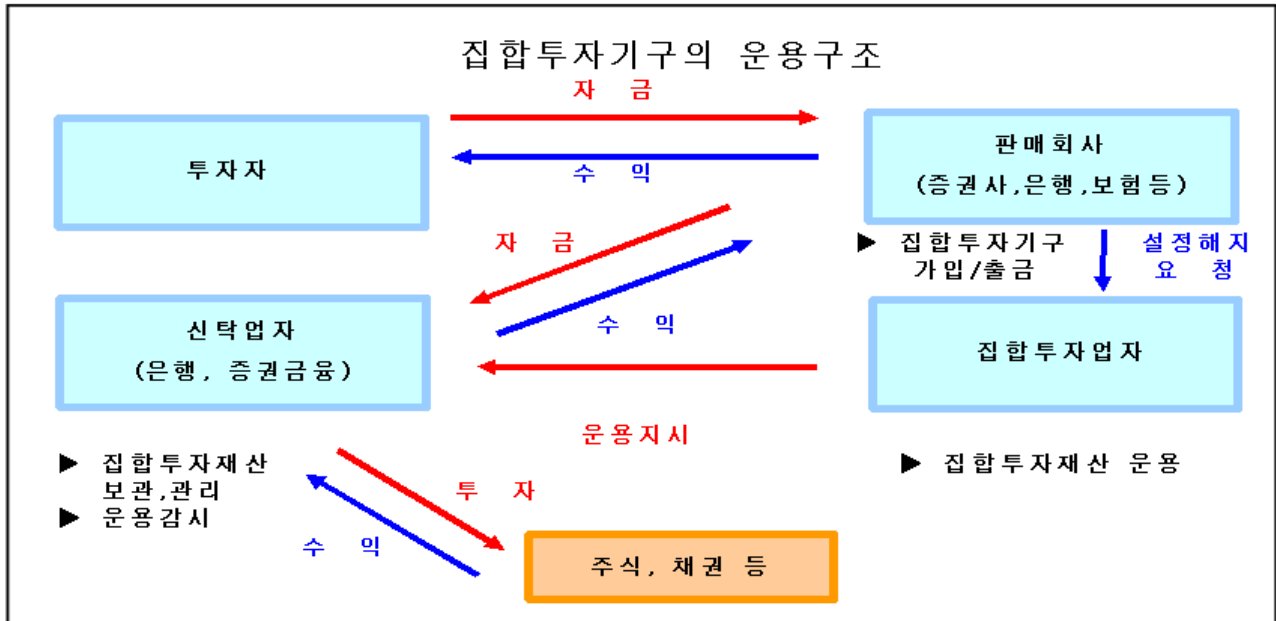 집합투자기구의 운용구조
자 금
투자자
수 익
판매회사
(증권사,은행,보험등)
자 금
수 익
▶ 집합투자기구
가입/출금
설정해지
요 청
신탁업자
(은행, 증권금융)
집합투자업자
운용지시
▶ 집합투자재산
보관,관리
▶ 운용감시
▶ 집합투자재산 운용
투 자
수 익
주식, 채권 등